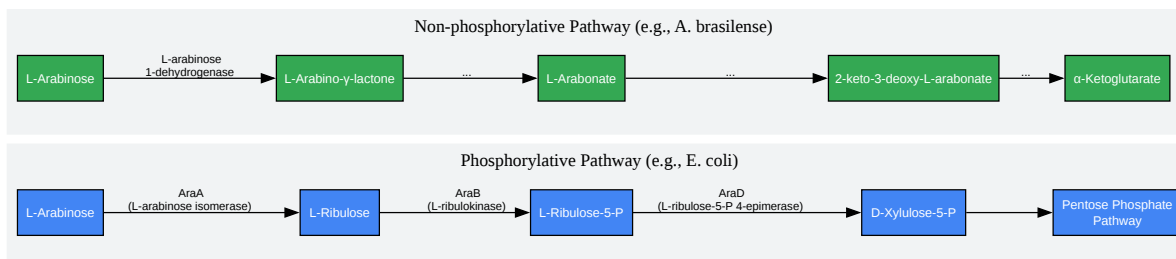 Non-phosphorylative Pathway (e.g., A. brasilense)
L-Arabinose
L-arabinose
1-dehydrogenase
L-Arabino-γ-lactone
...
L-Arabonate
...
2-keto-3-deoxy-L-arabonate
...
α-Ketoglutarate
Phosphorylative Pathway (e.g., E. coli)
L-Arabinose
AraA
(L-arabinose isomerase)
L-Ribulose
AraB
(L-ribulokinase)
L-Ribulose-5-P
AraD
(L-ribulose-5-P 4-epimerase)
D-Xylulose-5-P
Pentose Phosphate
Pathway